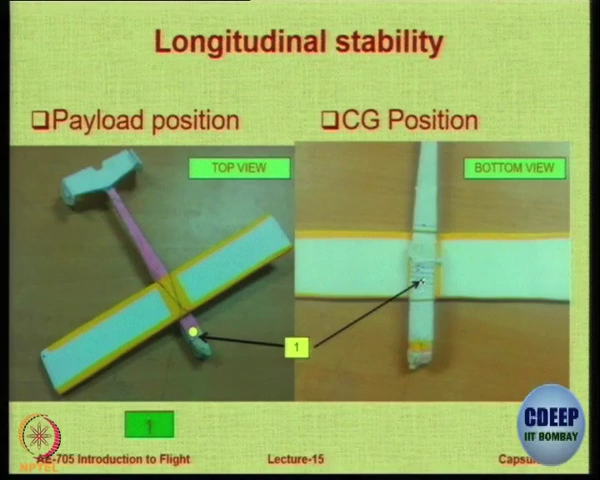 Longitudinal stability
❑Payload position
❑CG Position
TOP VIEW
BOTTOM VIEW
1
1
CDEEP
IIT BOMBAY
NPTEL
AE-705 Introduction to Flight
Lecture-15